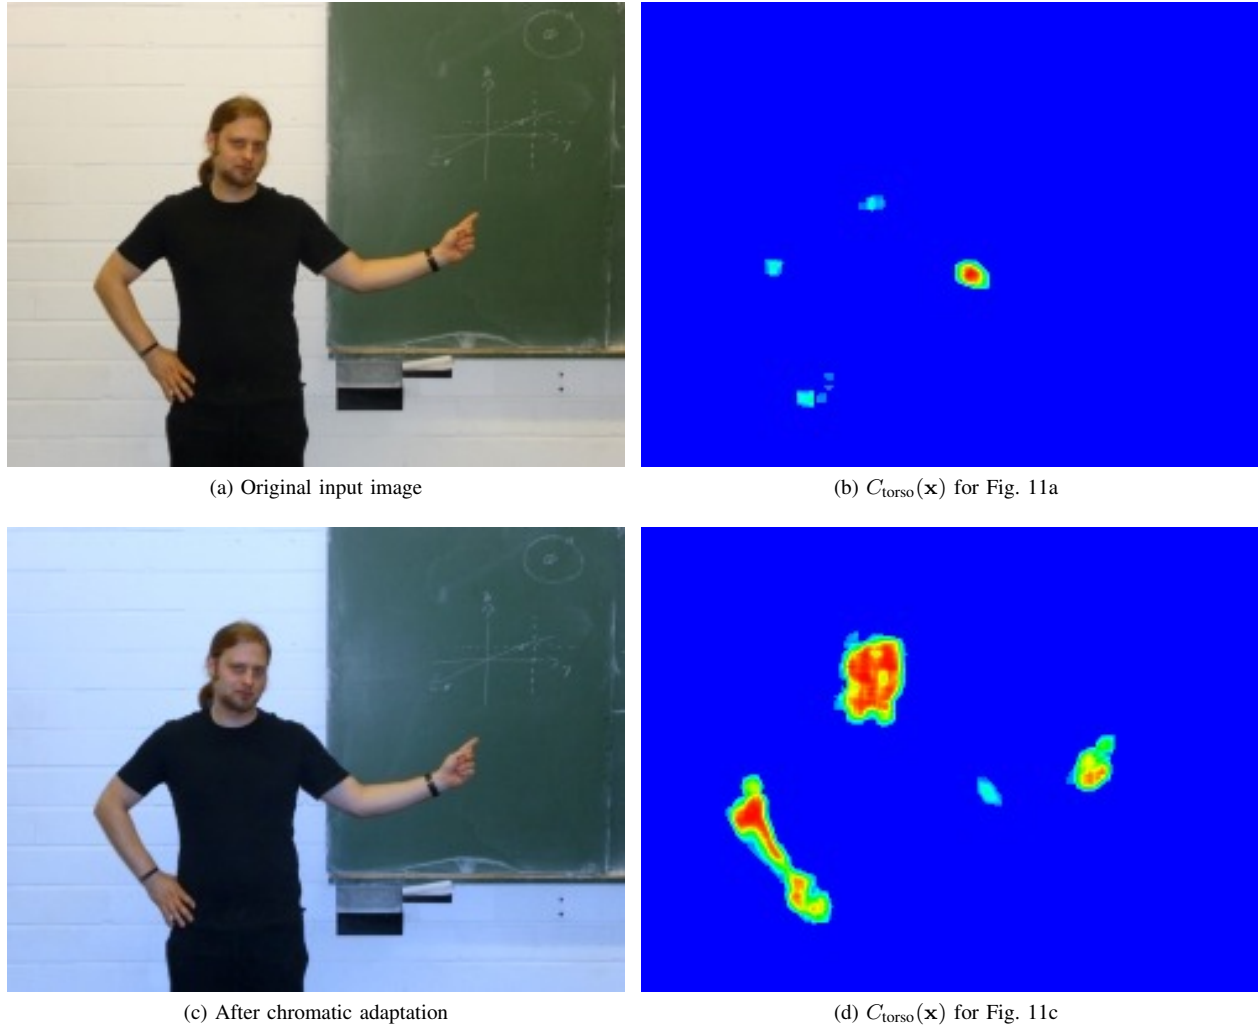 (a) Original input image
(b) C_torso(x) for Fig. 11a
(c) After chromatic adaptation
(d) C_torso(x) for Fig. 11c